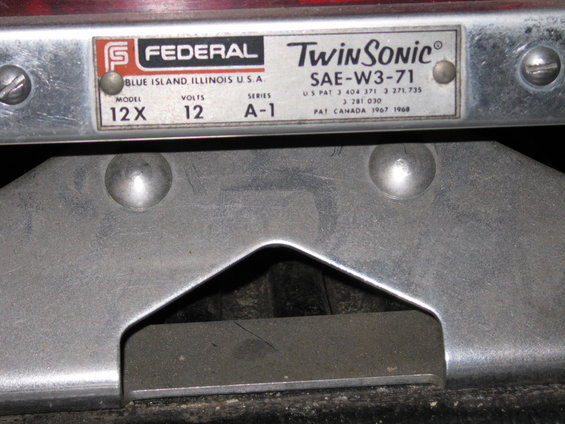 FS FEDERAL
BLUE ISLAND, ILLINOIS U.S.A.
MODEL VOLTS SERIES
12X 12 A-1
TWINSONIC®
SAE-W3-71
U S PAT 3 404 371 3 271,735
3 281 030
PAT CANADA 1967 1968